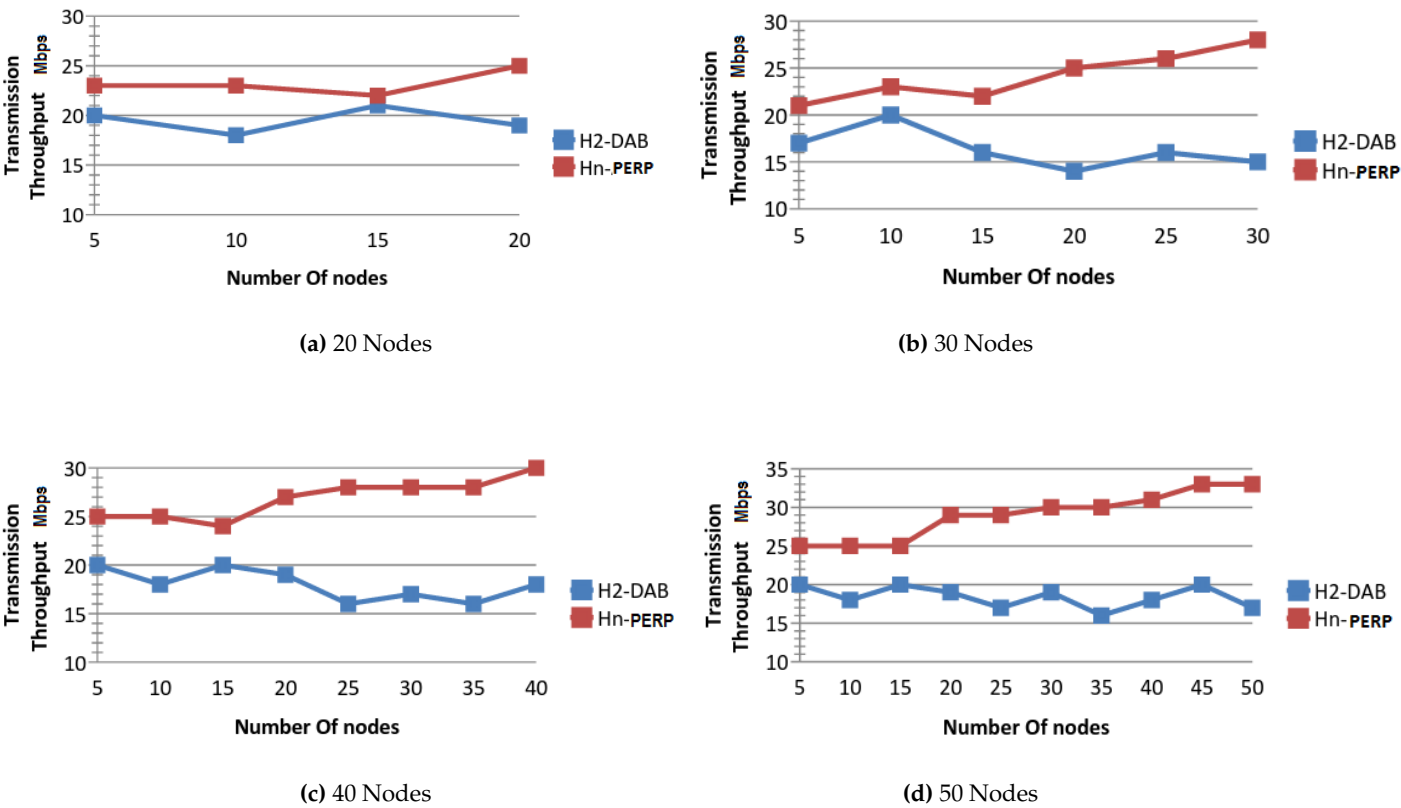 Transmission
Throughput Mbps
30
25
20
15
10
5 10 15 20
Number Of nodes
H2-DAB
Hn-PERP
(a) 20 Nodes
Transmission
Throughput Mbps
30
25
20
15
10
5 10 15 20 25 30
Number Of nodes
H2-DAB
Hn-PERP
(b) 30 Nodes
Transmission
Throughput Mbps
30
25
20
15
10
5 10 15 20 25 30 35 40
Number Of nodes
H2-DAB
Hn-PERP
(c) 40 Nodes
Transmission
Throughput Mbps
35
30
25
20
15
10
5 10 15 20 25 30 35 40 45 50
Number Of nodes
H2-DAB
Hn-PERP
(d) 50 Nodes